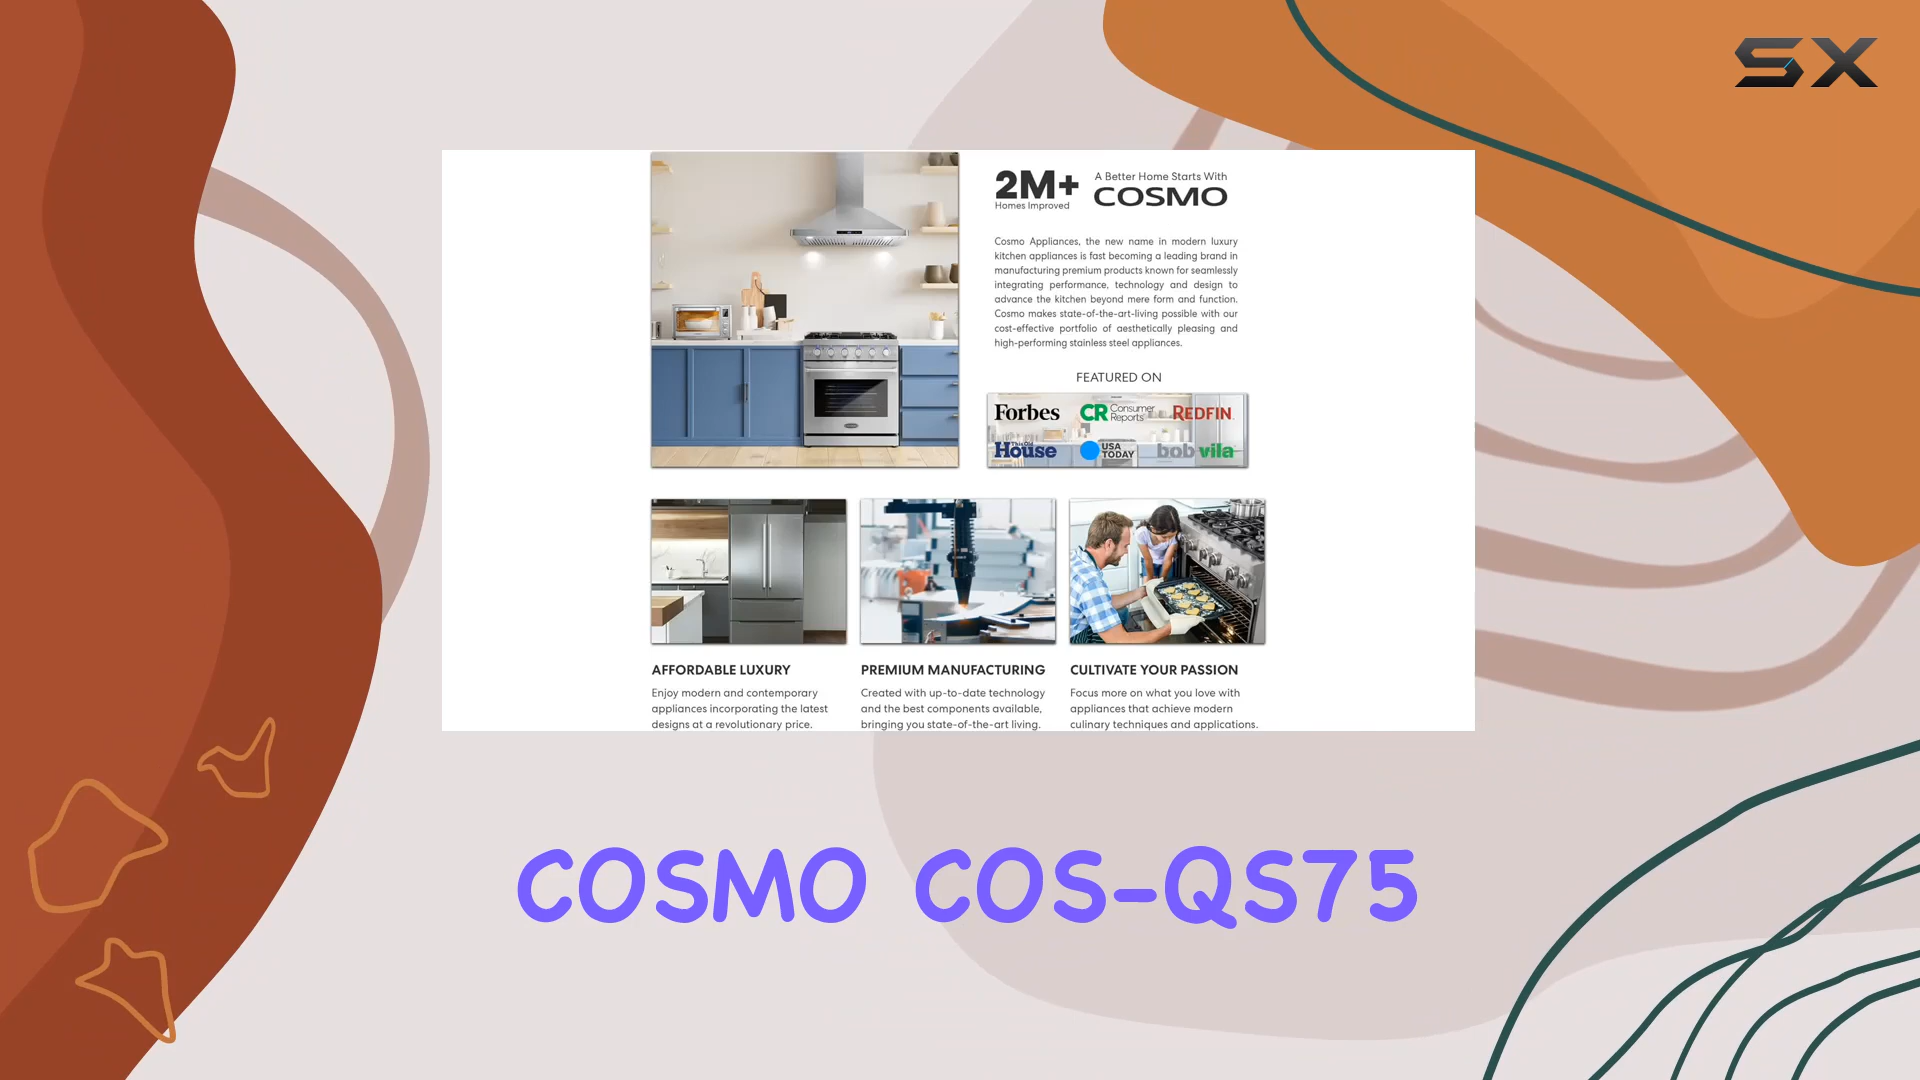 SX
2M+
Homes Improved
A Better Home Starts With
COSMO
Cosmo Appliances, the new name in modern luxury
kitchen appliances is fast becoming a leading brand in
manufacturing premium products known for seamlessly
integrating performance, technology and design to
advance the kitchen beyond mere form and function.
Cosmo makes state-of-the-art-living possible with our
cost-effective portfolio of aesthetically pleasing and
high-performing stainless steel appliances.
FEATURED ON
Forbes
CR Consumer Reports
REDFIN
This Old House
USA TODAY
bob vila
AFFORDABLE LUXURY
Enjoy modern and contemporary
appliances incorporating the latest
designs at a revolutionary price.
PREMIUM MANUFACTURING
Created with up-to-date technology
and the best components available,
bringing you state-of-the-art living.
CULTIVATE YOUR PASSION
Focus more on what you love with
appliances that achieve modern
culinary techniques and applications.
COSMO COS-QS75